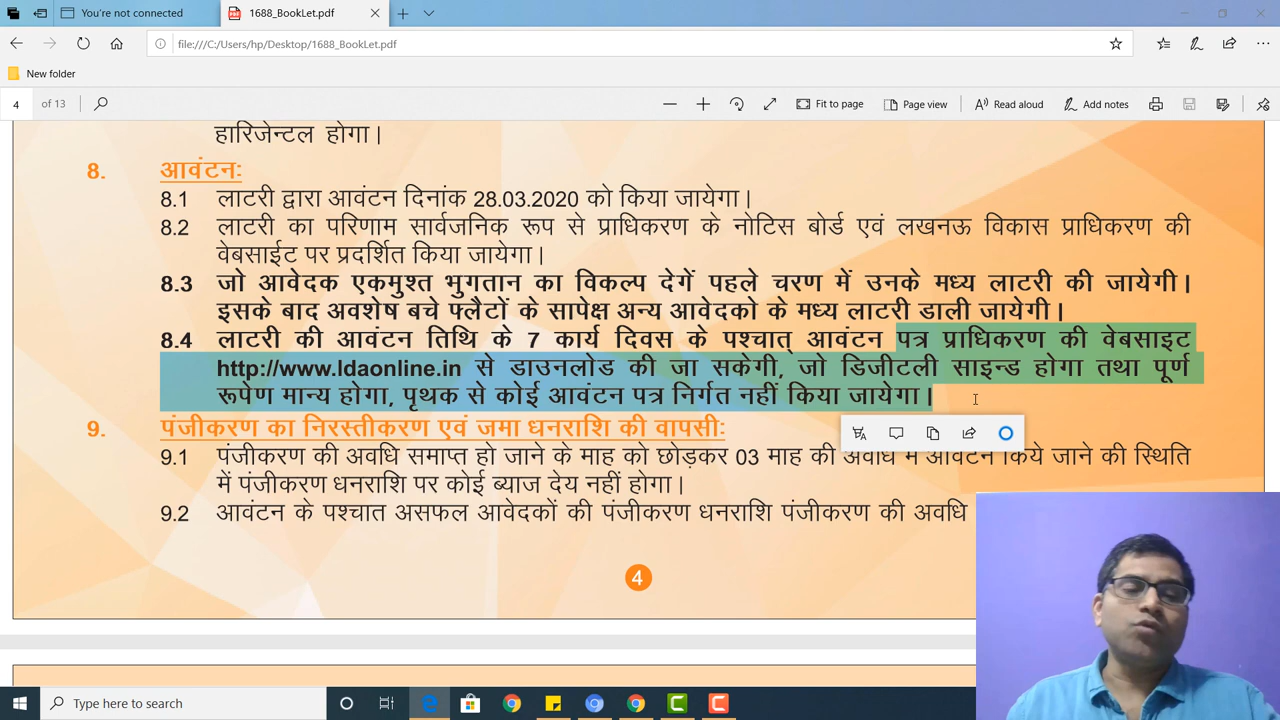 You're not connected
1688_BookLet.pdf
file:///C:/Users/hp/Desktop/1688_BookLet.pdf
New folder
4 of 13
Fit to page
Page view
Read aloud
Add notes
हारिजेन्टल होगा।
8. आवंटनः
8.1 लाटरी द्वारा आवंटन दिनांक 28.03.2020 को किया जायेगा।
8.2 लाटरी का परिणाम सार्वजनिक रूप से प्राधिकरण के नोटिस बोर्ड एवं लखनऊ विकास प्राधिकरण की
वेबसाईट पर प्रदर्शित किया जायेगा।
8.3 जो आवेदक एकमुश्त भुगतान का विकल्प देगें पहले चरण में उनके मध्य लाटरी की जायेगी।
इसके बाद अवशेष बचे फ्लैटों के सापेक्ष अन्य आवेदको के मध्य लाटरी डाली जायेगी।
8.4 लाटरी की आवंटन तिथि के 7 कार्य दिवस के पश्चात् आवंटन पत्र प्राधिकरण की वेबसाइट
http://www.ldaonline.in से डाउनलोड की जा सकेगी, जो डिजीटली साइन्ड होगा तथा पूर्ण
रूपेण मान्य होगा, पृथक से कोई आवंटन पत्र निर्गत नहीं किया जायेगा।
9. पंजीकरण का निरस्तीकरण एवं जमा धनराशि की वापसीः
9.1 पंजीकरण की अवधि समाप्त हो जाने के माह को छोड़कर 03 माह की अवधि में आवंटन किये जाने की स्थिति
में पंजीकरण धनराशि पर कोई ब्याज देय नहीं होगा।
9.2 आवंटन के पश्चात असफल आवेदकों की पंजीकरण धनराशि पंजीकरण की अवधि
4
Type here to search